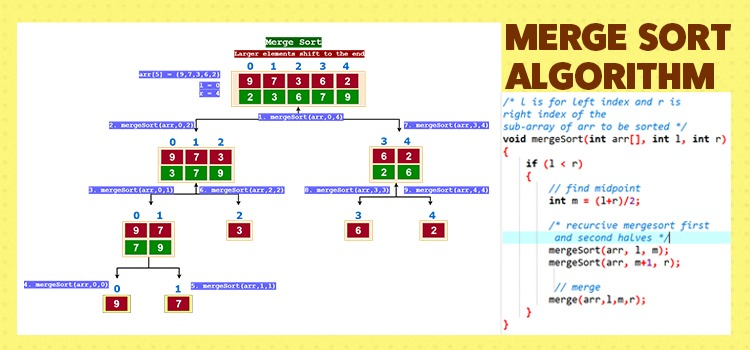 MERGE SORT
ALGORITHM
Merge Sort
Larger elements shift to the end
arr[5] = {9,7,3,6,2}
l = 0
r = 4
0 1 2 3 4
9 7 3 6 2
2 3 6 7 9
1. mergeSort(arr,0,4)
2. mergeSort(arr,0,2)
7. mergeSort(arr,3,4)
0 1 2
9 7 3
3 7 9
3 4
6 2
2 6
3. mergeSort(arr,0,1)
6. mergeSort(arr,2,2)
8. mergeSort(arr,3,3)
9. mergeSort(arr,4,4)
0 1
9 7
7 9
2
3
3
6
4
2
4. mergeSort(arr,0,0)
0
9
1
7
5. mergeSort(arr,1,1)
/* l is for left index and r is
right index of the
sub-array of arr to be sorted */
void mergeSort(int arr[], int l, int r)
{
if (l < r)
{
// find midpoint
int m = (l+r)/2;
/* recurcive mergesort first
and second halves */
mergeSort(arr, l, m);
mergeSort(arr, m+1, r);
// merge
merge(arr,l,m,r);
}
}